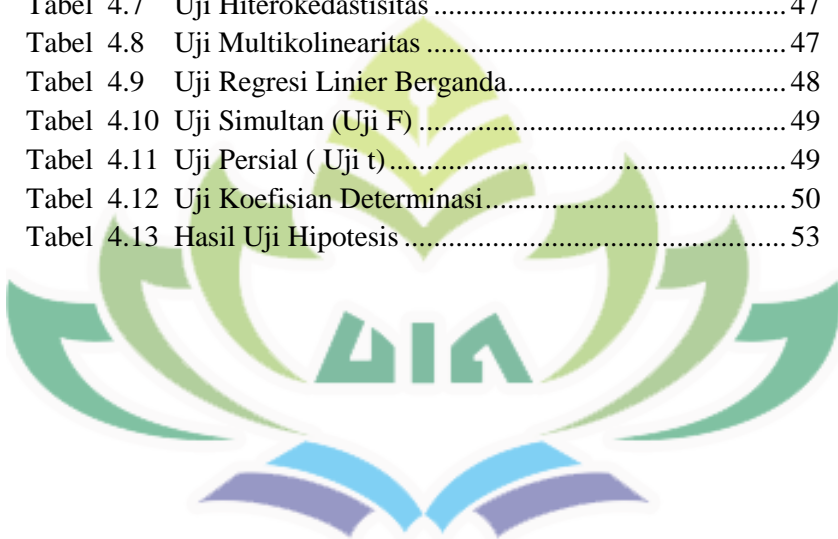 Tabel 4.7 Uji Hiterokedastisitas ........................................................ 47
Tabel 4.8 Uji Multikolinearitas ......................................................... 47
Tabel 4.9 Uji Regresi Linier Berganda.............................................. 48
Tabel 4.10 Uji Simultan (Uji F) .......................................................... 49
Tabel 4.11 Uji Persial ( Uji t).............................................................. 49
Tabel 4.12 Uji Koefisian Determinasi................................................. 50
Tabel 4.13 Hasil Uji Hipotesis ............................................................ 53